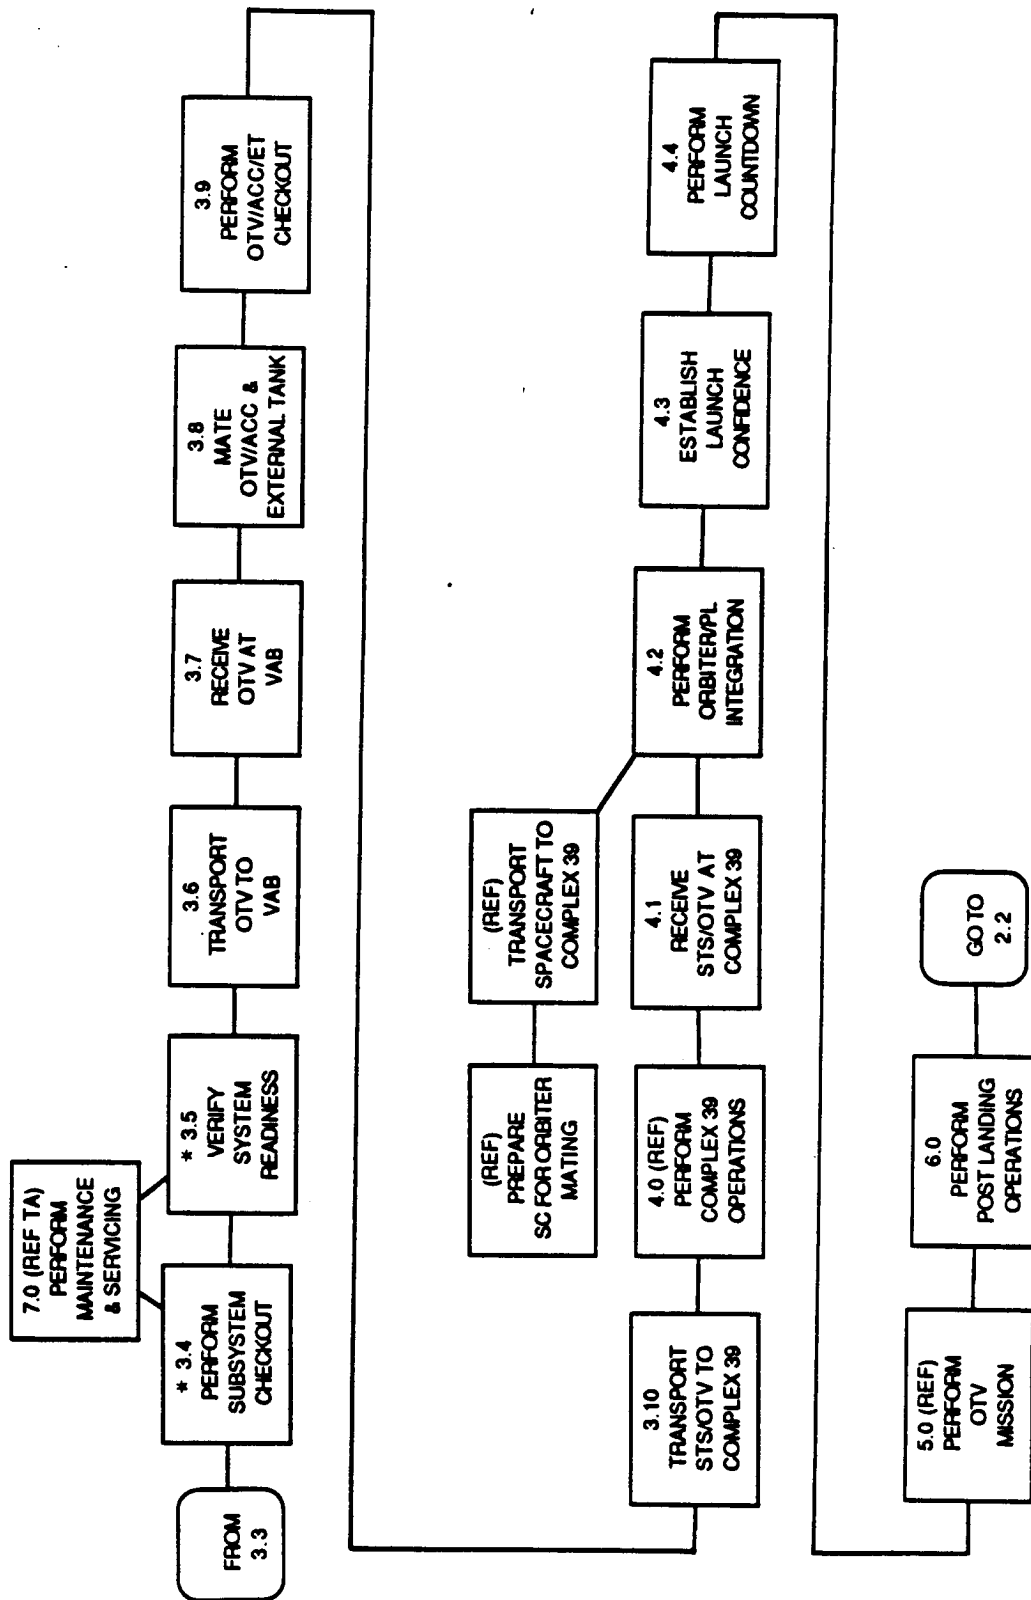 7.0 (REF TA)
PERFORM
MAINTENANCE
& SERVICING
FROM
3.3
* 3.4
PERFORM
SUBSYSTEM
CHECKOUT
* 3.5
VERIFY
SYSTEM
READINESS
3.6
TRANSPORT
OTV TO
VAB
3.7
RECEIVE
OTV AT
VAB
3.8
MATE
OTV/ACC &
EXTERNAL TANK
3.9
PERFORM
OTV/ACC/ET
CHECKOUT
(REF)
PREPARE
SC FOR ORBITER
MATING
(REF)
TRANSPORT
SPACECRAFT TO
COMPLEX 39
3.10
TRANSPORT
STS/OTV TO
COMPLEX 39
4.0 (REF)
PERFORM
COMPLEX 39
OPERATIONS
4.1
RECEIVE
STS/OTV AT
COMPLEX 39
4.2
PERFORM
ORBITER/PL
INTEGRATION
4.3
ESTABLISH
LAUNCH
CONFIDENCE
4.4
PERFORM
LAUNCH
COUNTDOWN
5.0 (REF)
PERFORM
OTV
MISSION
6.0
PERFORM
POST LANDING
OPERATIONS
GO TO
2.2